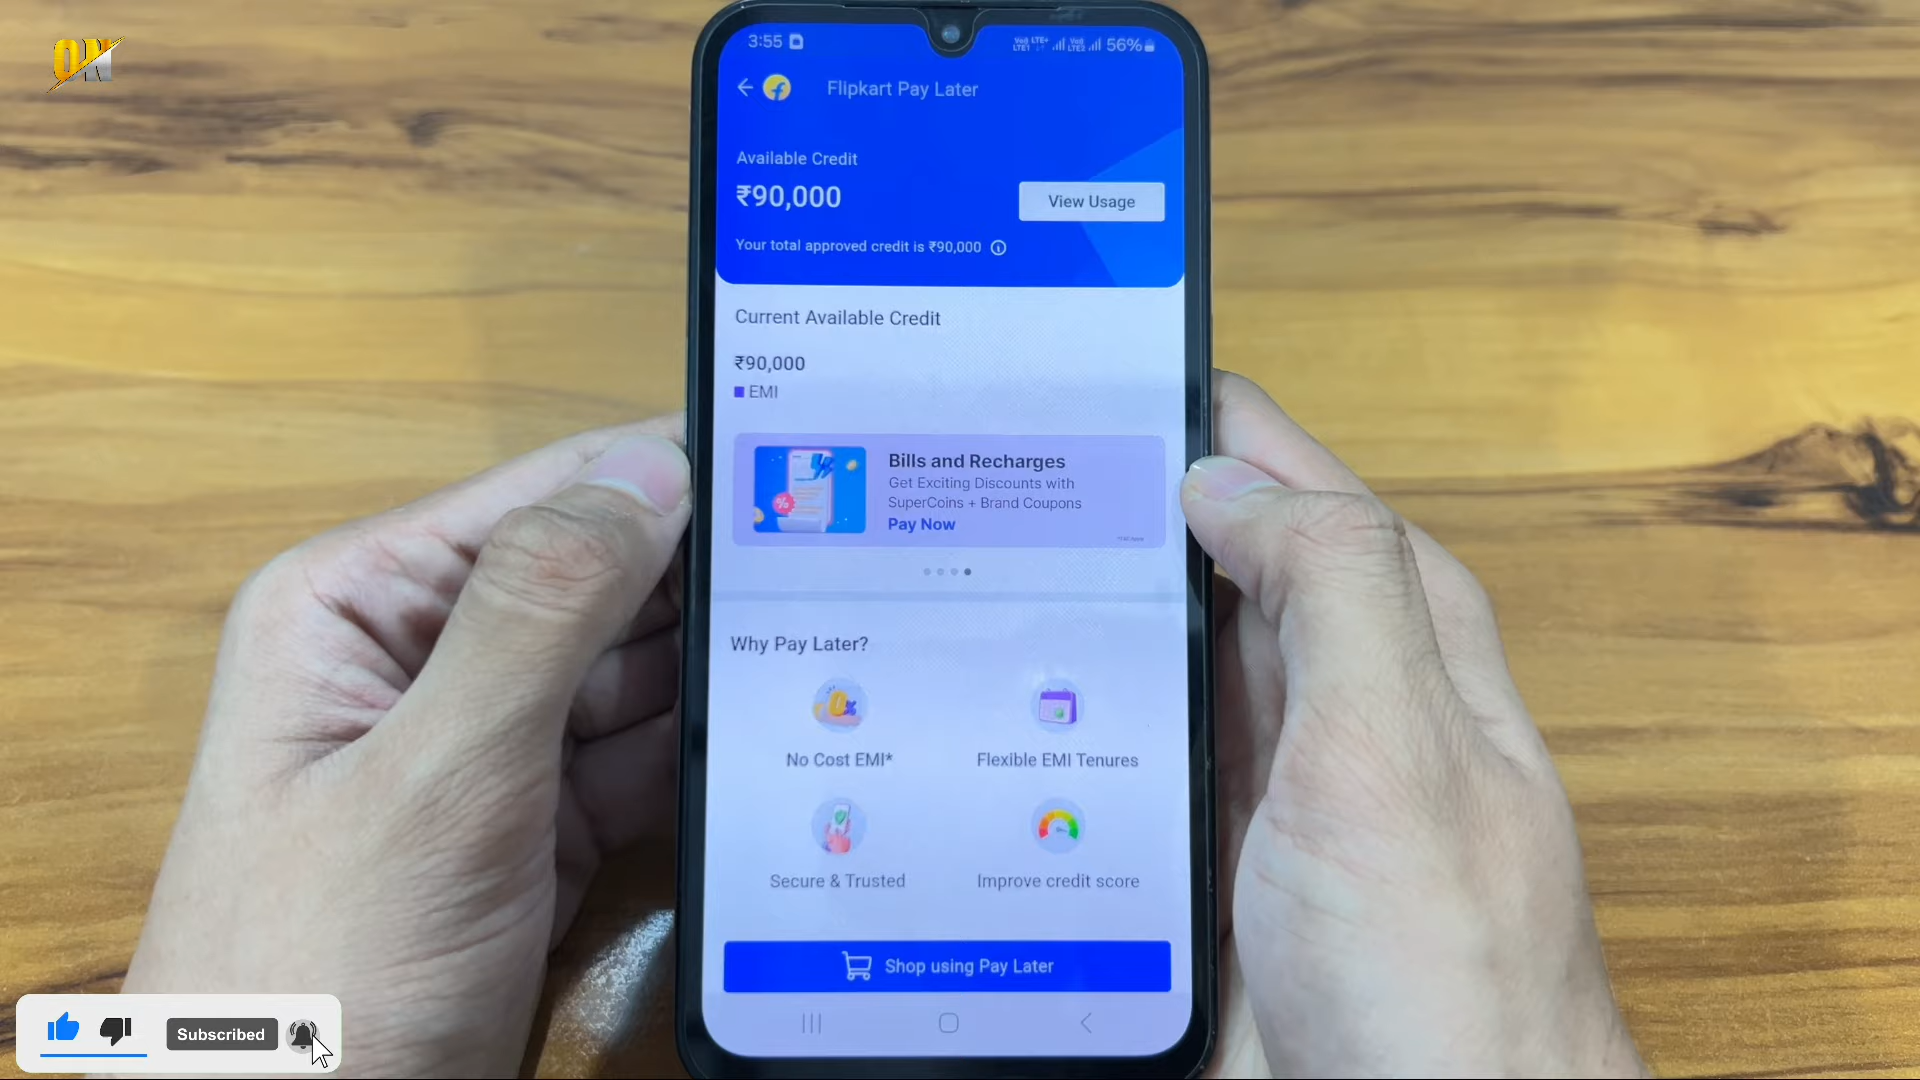 ON
3:55
56%
Flipkart Pay Later
Available Credit
₹90,000
View Usage
Your total approved credit is ₹90,000
Current Available Credit
₹90,000
EMI
Bills and Recharges
Get Exciting Discounts with
SuperCoins + Brand Coupons
Pay Now
Why Pay Later?
0%
No Cost EMI*
Flexible EMI Tenures
Secure & Trusted
Improve credit score
Shop using Pay Later
Subscribed